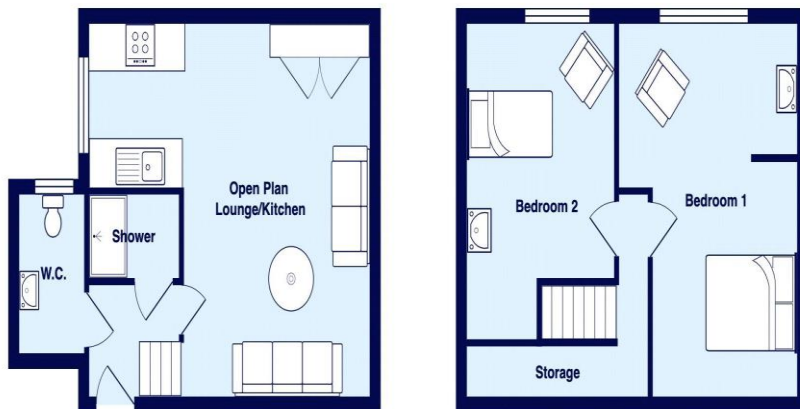 Open Plan
Lounge/Kitchen
Shower
W.C.
Bedroom 2
Bedroom 1
Storage